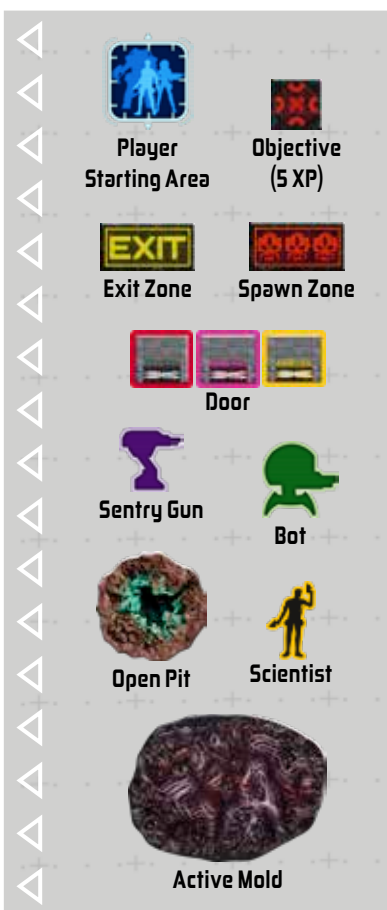 Player
Starting Area
Objective
(5 XP)
EXIT
Exit Zone
Spawn Zone
Door
Sentry Gun
Bot
Open Pit
Scientist
Active Mold